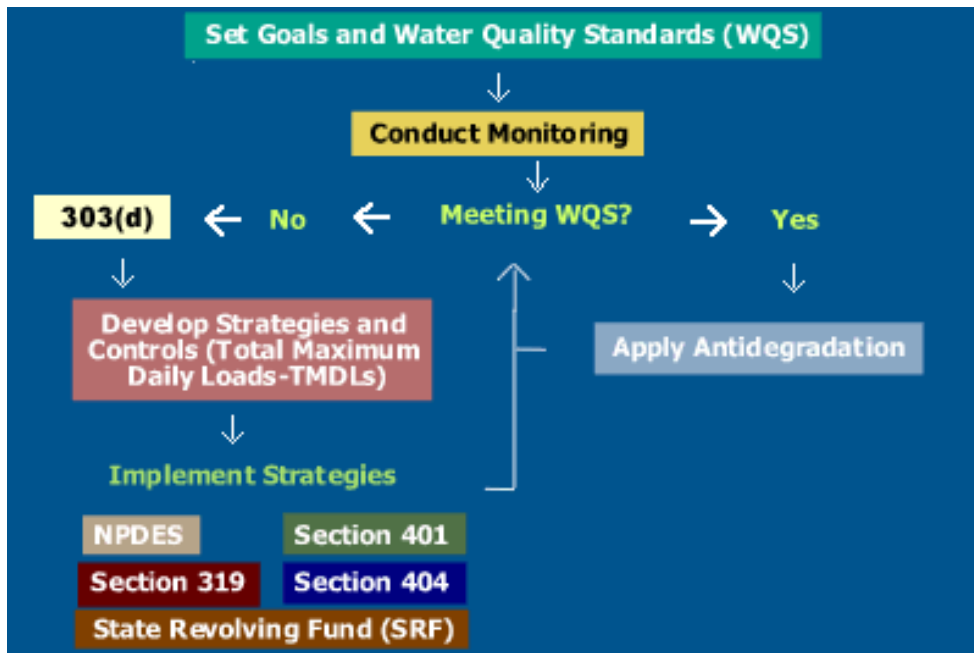 Set Goals and Water Quality Standards (WQS)
Conduct Monitoring
303(d)
No
Meeting WQS?
Yes
Develop Strategies and
Controls (Total Maximum
Daily Loads-TMDLs)
Apply Antidegradation
Implement Strategies
NPDES
Section 401
Section 319
Section 404
State Revolving Fund (SRF)